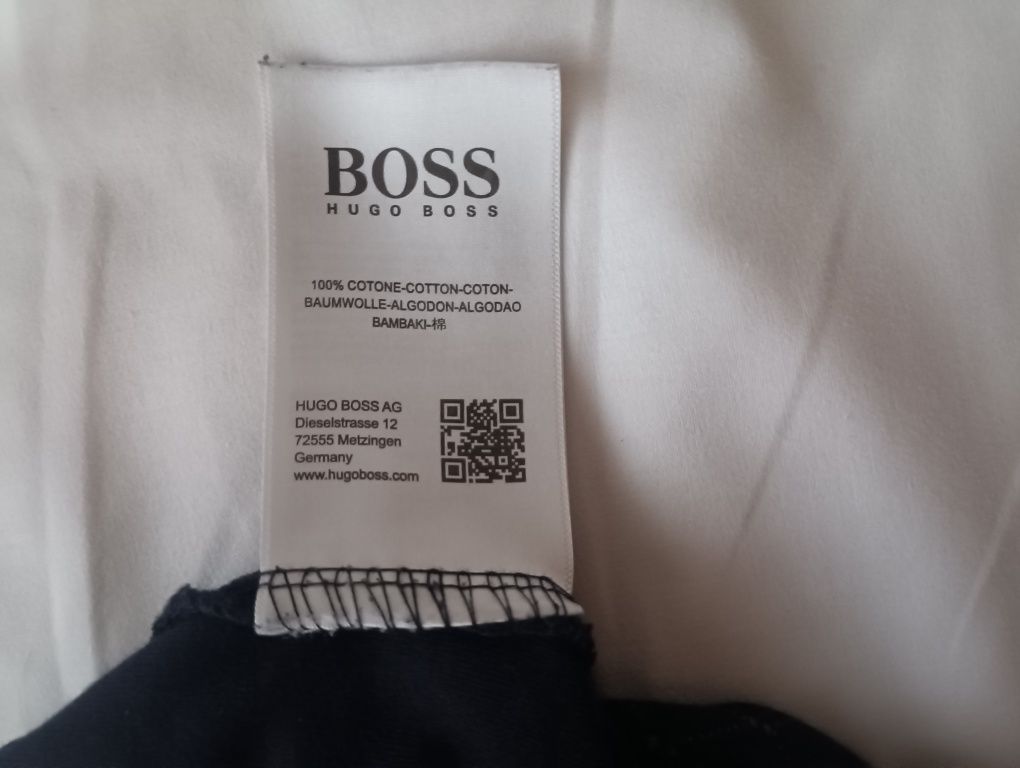 BOSS
HUGO BOSS
100% COTONE-COTTON-COTON-
BAUMWOLLE-ALGODON-ALGODAO
BAMBAKI-棉
HUGO BOSS AG
Dieselstrasse 12
72555 Metzingen
Germany
www.hugoboss.com